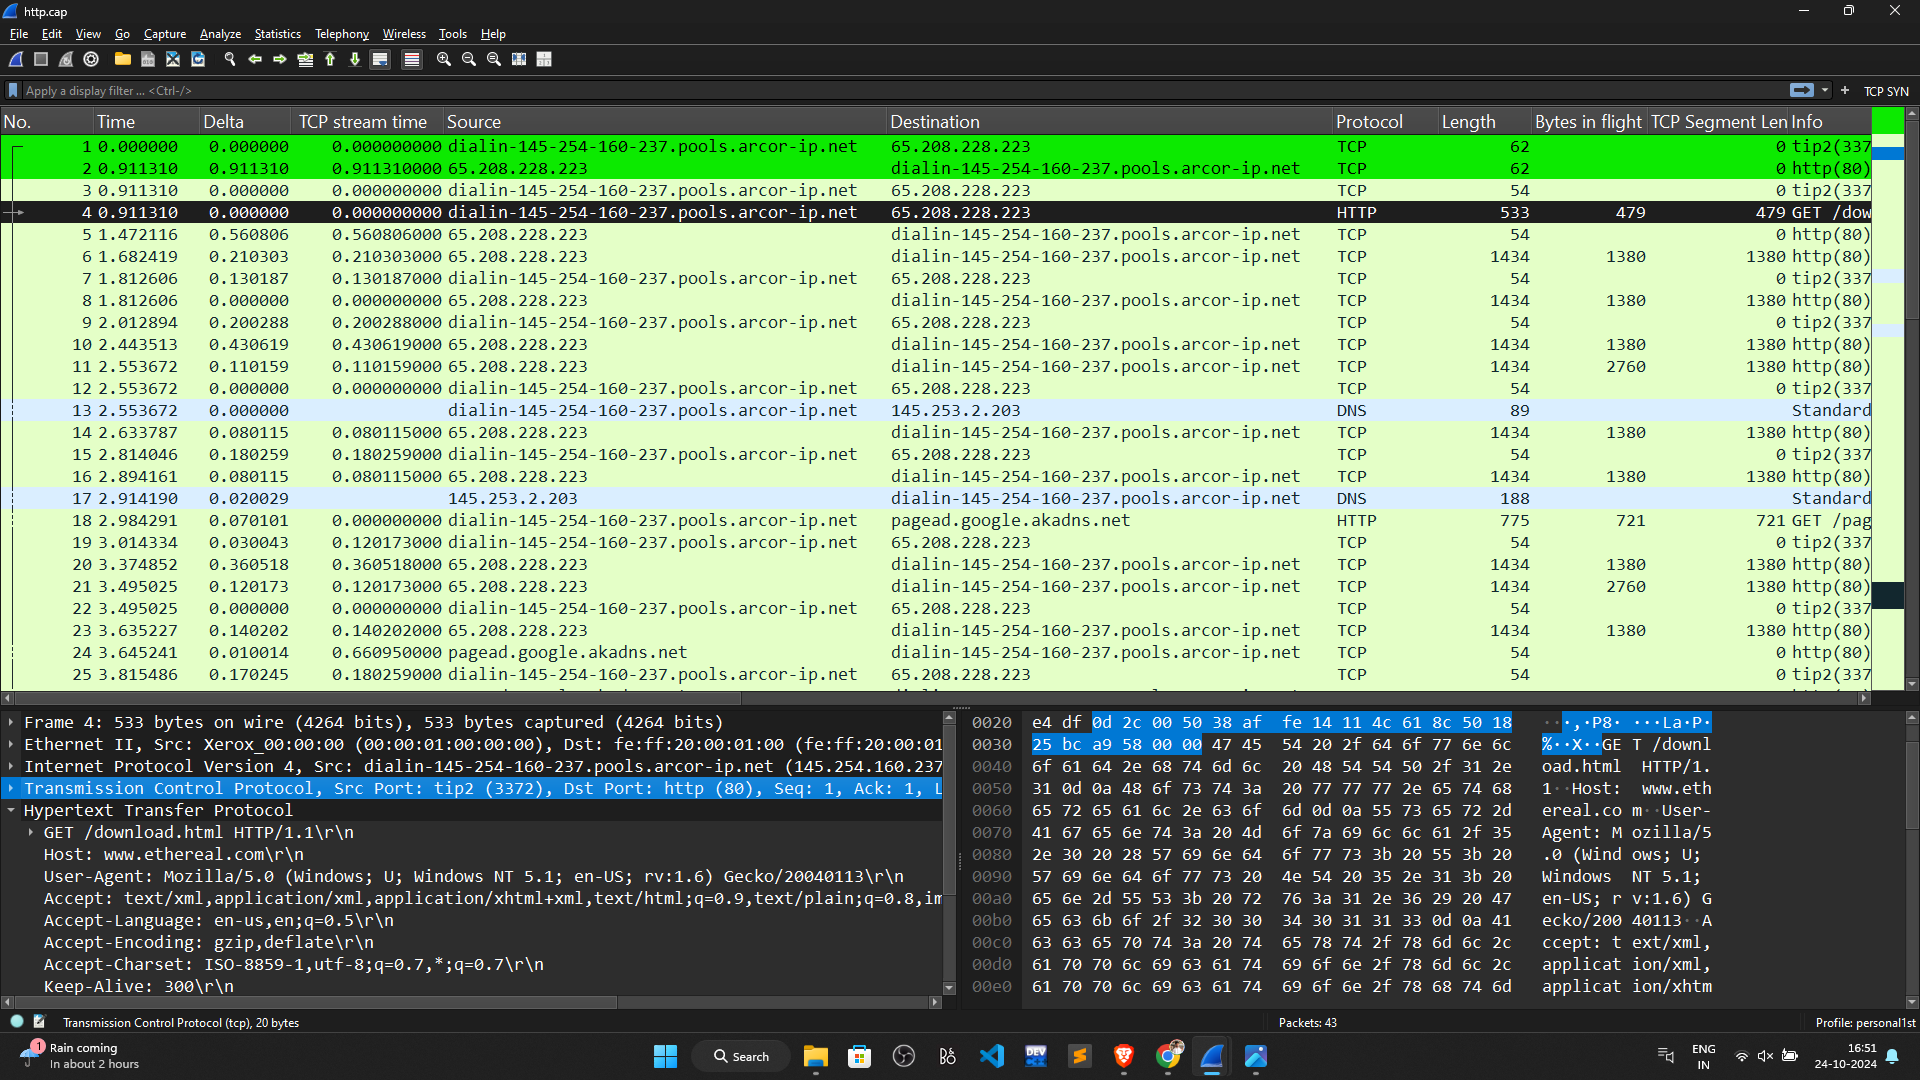 http.cap
File Edit View Go Capture Analyze Statistics Telephony Wireless Tools Help
Apply a display filter ... <Ctrl-/>
+ TCP SYN
No. Time Delta TCP stream time Source Destination Protocol Length Bytes in flight TCP Segment Len Info
1 0.000000 0.000000 0.000000000 dialin-145-254-160-237.pools.arcor-ip.net 65.208.228.223 TCP 62 0 tip2(337
2 0.911310 0.911310 0.911310000 65.208.228.223 dialin-145-254-160-237.pools.arcor-ip.net TCP 62 0 http(80)
3 0.911310 0.000000 0.000000000 dialin-145-254-160-237.pools.arcor-ip.net 65.208.228.223 TCP 54 0 tip2(337
4 0.911310 0.000000 0.000000000 dialin-145-254-160-237.pools.arcor-ip.net 65.208.228.223 HTTP 533 479 479 GET /dow
5 1.472116 0.560806 0.560806000 65.208.228.223 dialin-145-254-160-237.pools.arcor-ip.net TCP 54 0 http(80)
6 1.682419 0.210303 0.210303000 65.208.228.223 dialin-145-254-160-237.pools.arcor-ip.net TCP 1434 1380 1380 http(80)
7 1.812606 0.130187 0.130187000 dialin-145-254-160-237.pools.arcor-ip.net 65.208.228.223 TCP 54 0 tip2(337
8 1.812606 0.000000 0.000000000 65.208.228.223 dialin-145-254-160-237.pools.arcor-ip.net TCP 1434 1380 1380 http(80)
9 2.012894 0.200288 0.200288000 dialin-145-254-160-237.pools.arcor-ip.net 65.208.228.223 TCP 54 0 tip2(337
10 2.443513 0.430619 0.430619000 65.208.228.223 dialin-145-254-160-237.pools.arcor-ip.net TCP 1434 1380 1380 http(80)
11 2.553672 0.110159 0.110159000 65.208.228.223 dialin-145-254-160-237.pools.arcor-ip.net TCP 1434 2760 1380 http(80)
12 2.553672 0.000000 0.000000000 dialin-145-254-160-237.pools.arcor-ip.net 65.208.228.223 TCP 54 0 tip2(337
13 2.553672 0.000000 dialin-145-254-160-237.pools.arcor-ip.net 145.253.2.203 DNS 89 Standard
14 2.633787 0.080115 0.080115000 65.208.228.223 dialin-145-254-160-237.pools.arcor-ip.net TCP 1434 1380 1380 http(80)
15 2.814046 0.180259 0.180259000 dialin-145-254-160-237.pools.arcor-ip.net 65.208.228.223 TCP 54 0 tip2(337
16 2.894161 0.080115 0.080115000 65.208.228.223 dialin-145-254-160-237.pools.arcor-ip.net TCP 1434 1380 1380 http(80)
17 2.914190 0.020029 145.253.2.203 dialin-145-254-160-237.pools.arcor-ip.net DNS 188 Standard
18 2.984291 0.070101 0.000000000 dialin-145-254-160-237.pools.arcor-ip.net pagead.google.akadns.net HTTP 775 721 721 GET /pag
19 3.014334 0.030043 0.120173000 dialin-145-254-160-237.pools.arcor-ip.net 65.208.228.223 TCP 54 0 tip2(337
20 3.374852 0.360518 0.360518000 65.208.228.223 dialin-145-254-160-237.pools.arcor-ip.net TCP 1434 1380 1380 http(80)
21 3.495025 0.120173 0.120173000 65.208.228.223 dialin-145-254-160-237.pools.arcor-ip.net TCP 1434 2760 1380 http(80)
22 3.495025 0.000000 0.000000000 dialin-145-254-160-237.pools.arcor-ip.net 65.208.228.223 TCP 54 0 tip2(337
23 3.635227 0.140202 0.140202000 65.208.228.223 dialin-145-254-160-237.pools.arcor-ip.net TCP 1434 1380 1380 http(80)
24 3.645241 0.010014 0.660950000 pagead.google.akadns.net dialin-145-254-160-237.pools.arcor-ip.net TCP 54 0 http(80)
25 3.815486 0.170245 0.180259000 dialin-145-254-160-237.pools.arcor-ip.net 65.208.228.223 TCP 54 0 tip2(337
Frame 4: 533 bytes on wire (4264 bits), 533 bytes captured (4264 bits)
Ethernet II, Src: Xerox_00:00:00 (00:00:01:00:00:00), Dst: fe:ff:20:00:01:00 (fe:ff:20:00:01
Internet Protocol Version 4, Src: dialin-145-254-160-237.pools.arcor-ip.net (145.254.160.237
Transmission Control Protocol, Src Port: tip2 (3372), Dst Port: http (80), Seq: 1, Ack: 1, L
Hypertext Transfer Protocol
GET /download.html HTTP/1.1\r\n
Host: www.ethereal.com\r\n
User-Agent: Mozilla/5.0 (Windows; U; Windows NT 5.1; en-US; rv:1.6) Gecko/20040113\r\n
Accept: text/xml,application/xml,application/xhtml+xml,text/html;q=0.9,text/plain;q=0.8,im
Accept-Language: en-us,en;q=0.5\r\n
Accept-Encoding: gzip,deflate\r\n
Accept-Charset: ISO-8859-1,utf-8;q=0.7,*;q=0.7\r\n
Keep-Alive: 300\r\n
0020 e4 df 0d 2c 00 50 38 af fe 14 11 4c 61 8c 50 18 ···,·P8· ···La·P·
0030 25 bc a9 58 00 00 47 45 54 20 2f 64 6f 77 6e 6c %··X··GE T /downl
0040 6f 61 64 2e 68 74 6d 6c 20 48 54 54 50 2f 31 2e oad.html HTTP/1.
0050 31 0d 0a 48 6f 73 74 3a 20 77 77 77 2e 65 74 68 1··Host: www.eth
0060 65 72 65 61 6c 2e 63 6f 6d 0d 0a 55 73 65 72 2d ereal.co m··User-
0070 41 67 65 6e 74 3a 20 4d 6f 7a 69 6c 6c 61 2f 35 Agent: M ozilla/5
0080 2e 30 20 28 57 69 6e 64 6f 77 73 3b 20 55 3b 20 .0 (Wind ows; U;
0090 57 69 6e 64 6f 77 73 20 4e 54 20 35 2e 31 3b 20 Windows NT 5.1;
00a0 65 6e 2d 55 53 3b 20 72 76 3a 31 2e 36 29 20 47 en-US; r v:1.6) G
00b0 65 63 6b 6f 2f 32 30 30 34 30 31 31 33 0d 0a 41 ecko/200 40113··A
00c0 63 63 65 70 74 3a 20 74 65 78 74 2f 78 6d 6c 2c ccept: t ext/xml,
00d0 61 70 70 6c 69 63 61 74 69 6f 6e 2f 78 6d 6c 2c applicat ion/xml,
00e0 61 70 70 6c 69 63 61 74 69 6f 6e 2f 78 68 74 6d applicat ion/xhtm
Transmission Control Protocol (tcp), 20 bytes
Packets: 43
Profile: personal1st
1
Rain coming
In about 2 hours
Search
DEV
ENG
IN
16:51
24-10-2024